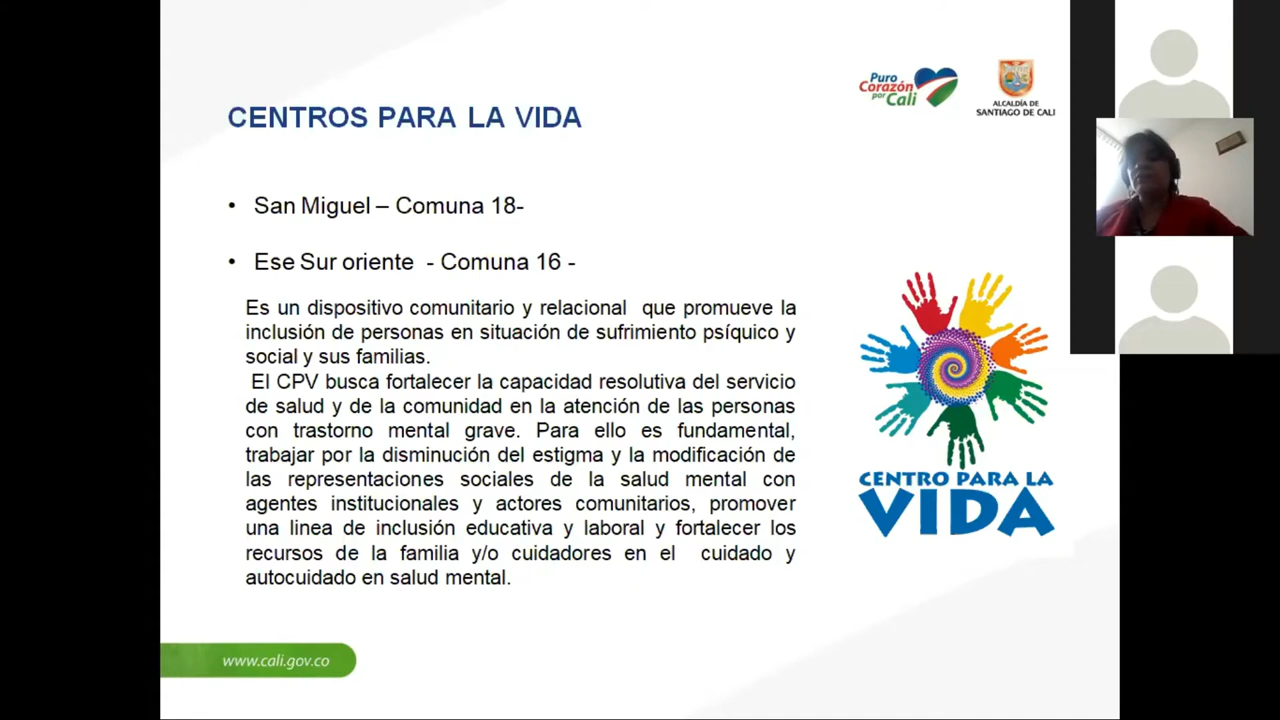 Puro
Corazón
por Cali
ALCALDÍA DE
SANTIAGO DE CALI
CENTROS PARA LA VIDA
• San Miguel – Comuna 18-
• Ese Sur oriente - Comuna 16 -
Es un dispositivo comunitario y relacional que promueve la
inclusión de personas en situación de sufrimiento psíquico y
social y sus familias.
El CPV busca fortalecer la capacidad resolutiva del servicio
de salud y de la comunidad en la atención de las personas
con trastorno mental grave. Para ello es fundamental,
trabajar por la disminución del estigma y la modificación de
las representaciones sociales de la salud mental con
agentes institucionales y actores comunitarios, promover
una linea de inclusión educativa y laboral y fortalecer los
recursos de la familia y/o cuidadores en el cuidado y
autocuidado en salud mental.
CENTRO PARA LA
VIDA
www.cali.gov.co